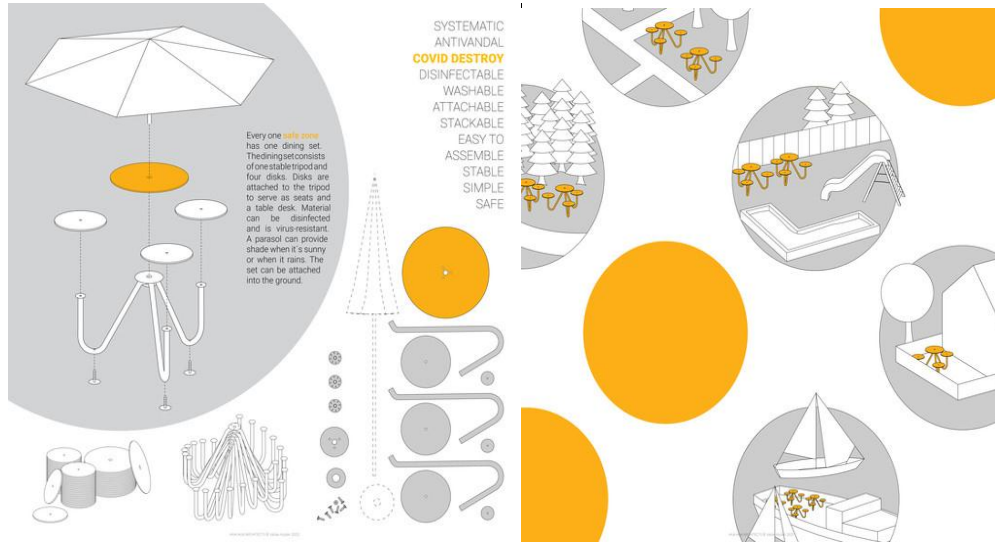 SYSTEMATIC
ANTIVANDAL
COVID DESTROY
DISINFECTABLE
WASHABLE
ATTACHABLE
STACKABLE
EASY TO
ASSEMBLE
STABLE
SIMPLE
SAFE
Every one safe zone
has one dining set.
The dining set consists
of one stable tripod and
four disks. Disks are
attached to the tripod
to serve as seats and
a table desk. Material
can be disinfected
and is virus-resistant.
A parasol can provide
shade when it´s sunny
or when it rains. The
set can be attached
into the ground.